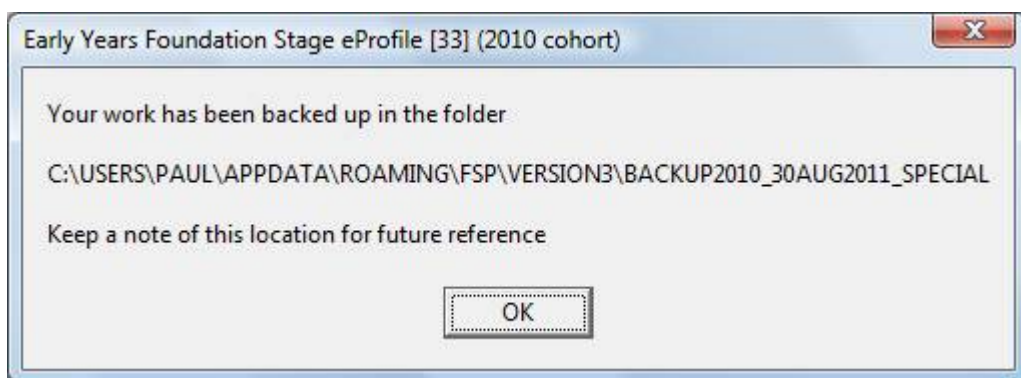 Early Years Foundation Stage eProfile [33] (2010 cohort)
Your work has been backed up in the folder
C:\USERS\PAUL\APPDATA\ROAMING\FSP\VERSION3\BACKUP2010_30AUG2011_SPECIAL
Keep a note of this location for future reference
OK